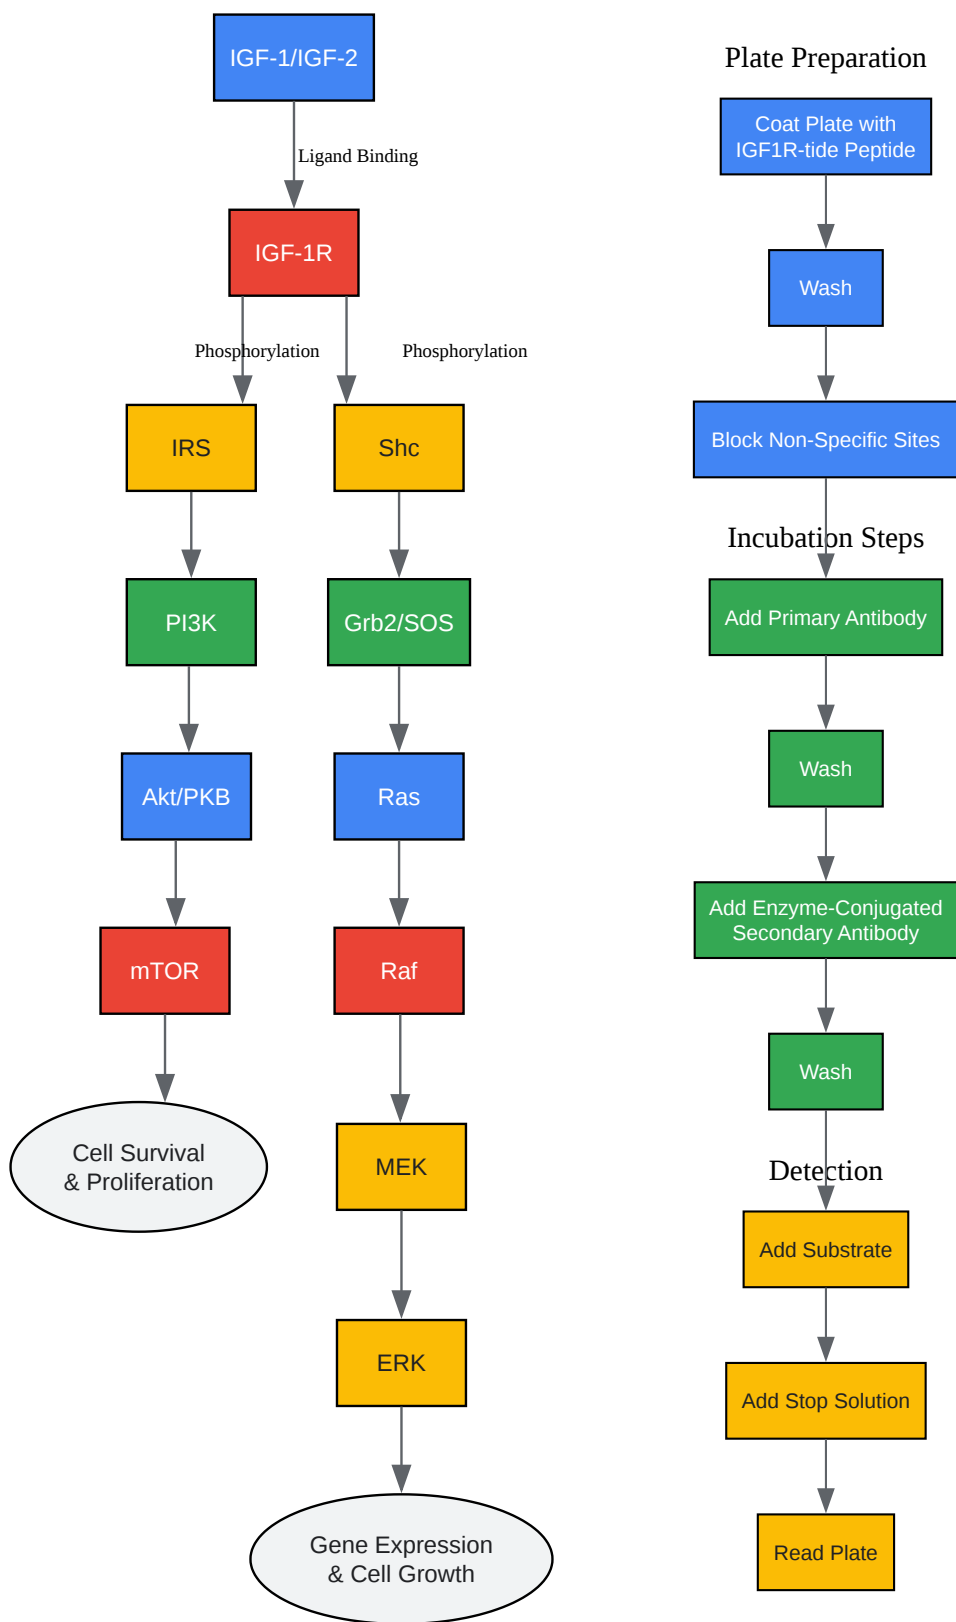 IGF-1/IGF-2
Ligand Binding
IGF-1R
Phosphorylation
Phosphorylation
IRS
Shc
PI3K
Grb2/SOS
Akt/PKB
Ras
mTOR
Raf
Cell Survival
& Proliferation
MEK
ERK
Gene Expression
& Cell Growth
Plate Preparation
Coat Plate with
IGF1R-tide Peptide
Wash
Block Non-Specific Sites
Incubation Steps
Add Primary Antibody
Wash
Add Enzyme-Conjugated
Secondary Antibody
Wash
Detection
Add Substrate
Add Stop Solution
Read Plate